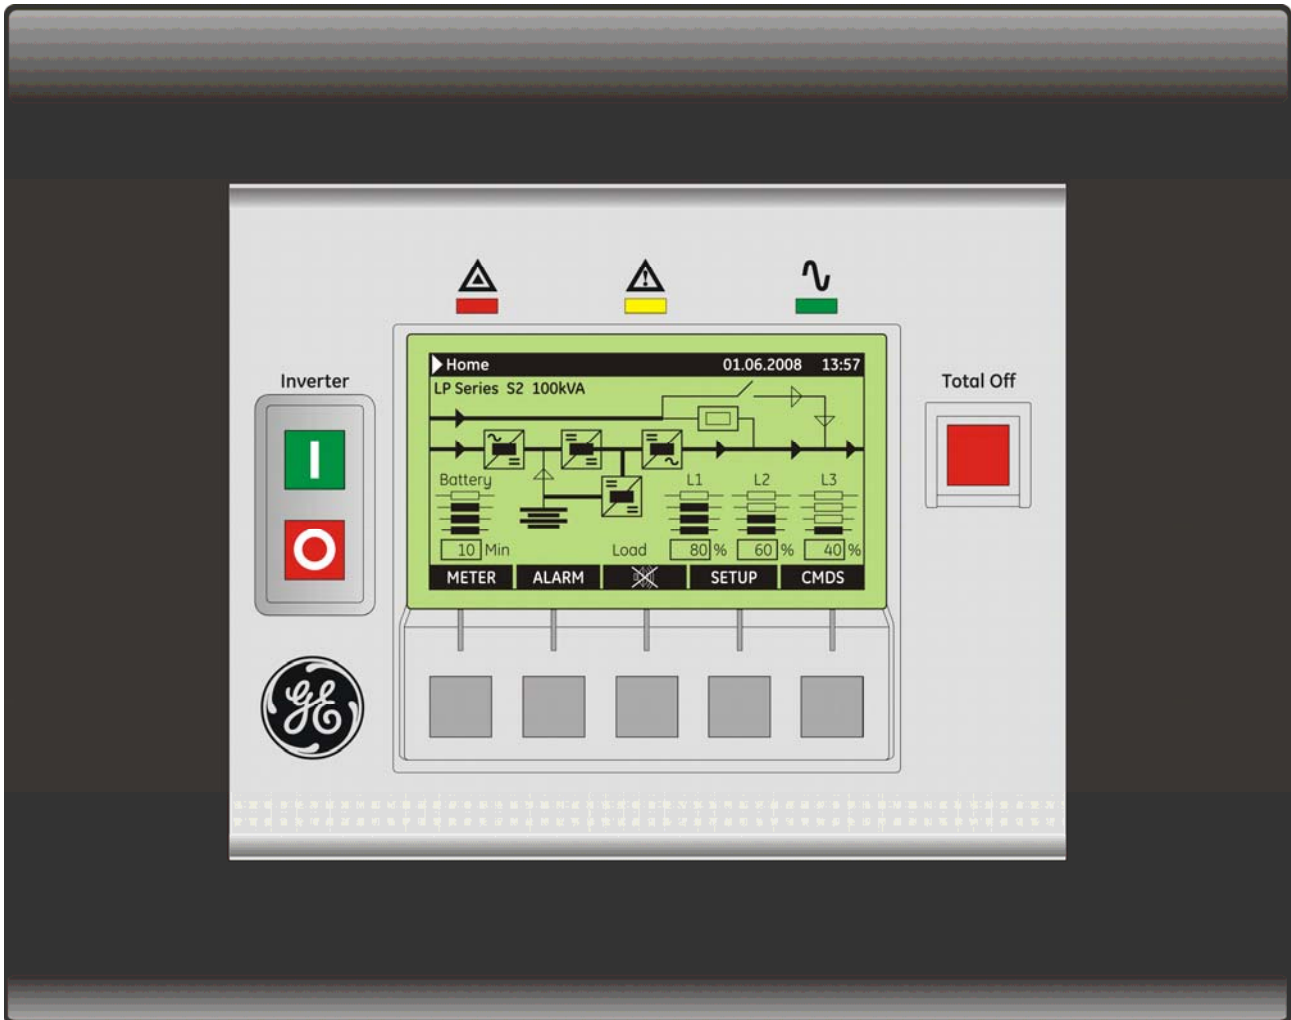 Home 01.06.2008 13:57
LP Series S2 100kVA
Inverter
Total Off
I
O
Battery L1 L2 L3
10 Min Load 80 % 60 % 40 %
METER ALARM SETUP CMDS
GE